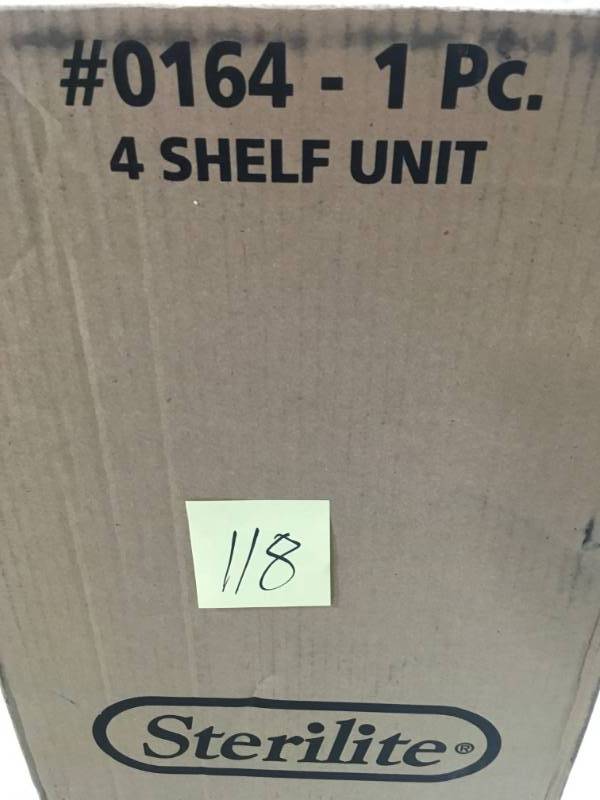 #0164 - 1 Pc.
4 SHELF UNIT
118
Sterilite®